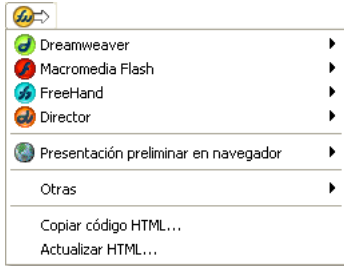 Dreamweaver
Macromedia Flash
FreeHand
Director
Presentación preliminar en navegador
Otras
Copiar código HTML...
Actualizar HTML...